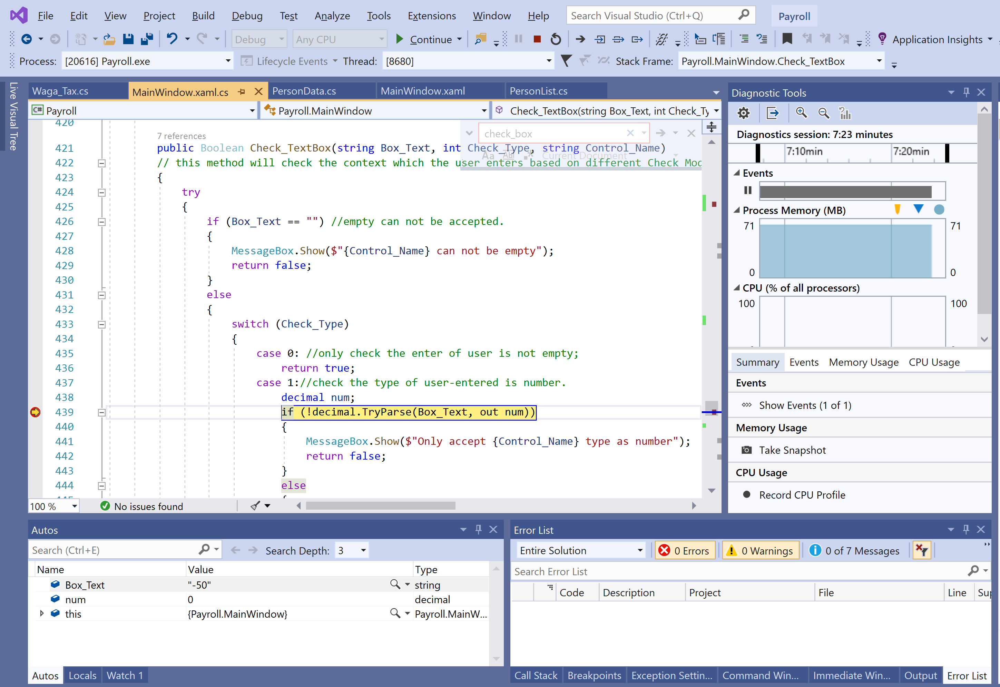 File Edit View Project Build Debug Test Analyze Tools Extensions Window Help Search Visual Studio (Ctrl+Q) Payroll
Debug Any CPU Continue Application Insights
Process: [20616] Payroll.exe Lifecycle Events Thread: [8680] Stack Frame: Payroll.MainWindow.Check_TextBox
Live Visual Tree
Waga_Tax.cs MainWindow.xaml.cs PersonData.cs MainWindow.xaml PersonList.cs
C# Payroll Payroll.MainWindow Check_TextBox(string Box_Text, int Check_Ty
check_box
Aa Abl Current Document
420
7 references
421 public Boolean Check_TextBox(string Box_Text, int Check_Type, string Control_Name)
422 // this method will check the context which the user enters based on different Check Mod
423 {
424 try
425 {
426 if (Box_Text == "") //empty can not be accepted.
427 {
428 MessageBox.Show($"{Control_Name} can not be empty");
429 return false;
430 }
431 else
432 {
433 switch (Check_Type)
434 {
435 case 0: //only check the enter of user is not empty;
436 return true;
437 case 1://check the type of user-entered is number.
438 decimal num;
439 if (!decimal.TryParse(Box_Text, out num))
440 {
441 MessageBox.Show($"Only accept {Control_Name} type as number");
442 return false;
443 }
444 else
100 % No issues found
Diagnostic Tools
Diagnostics session: 7:23 minutes
7:10min 7:20min
Events
Process Memory (MB)
71 71
0 0
CPU (% of all processors)
100 100
Summary Events Memory Usage CPU Usage
Events
Show Events (1 of 1)
Memory Usage
Take Snapshot
CPU Usage
Record CPU Profile
Autos
Search (Ctrl+E) Search Depth: 3
Name Value Type
Box_Text "-50" string
num 0 decimal
this {Payroll.MainWindow} Payroll.MainW...
Autos Locals Watch 1
Error List
Entire Solution 0 Errors 0 Warnings 0 of 7 Messages
Search Error List
Code Description Project File Line Sup
Call Stack Breakpoints Exception Settin... Command Win... Immediate Win... Output Error List